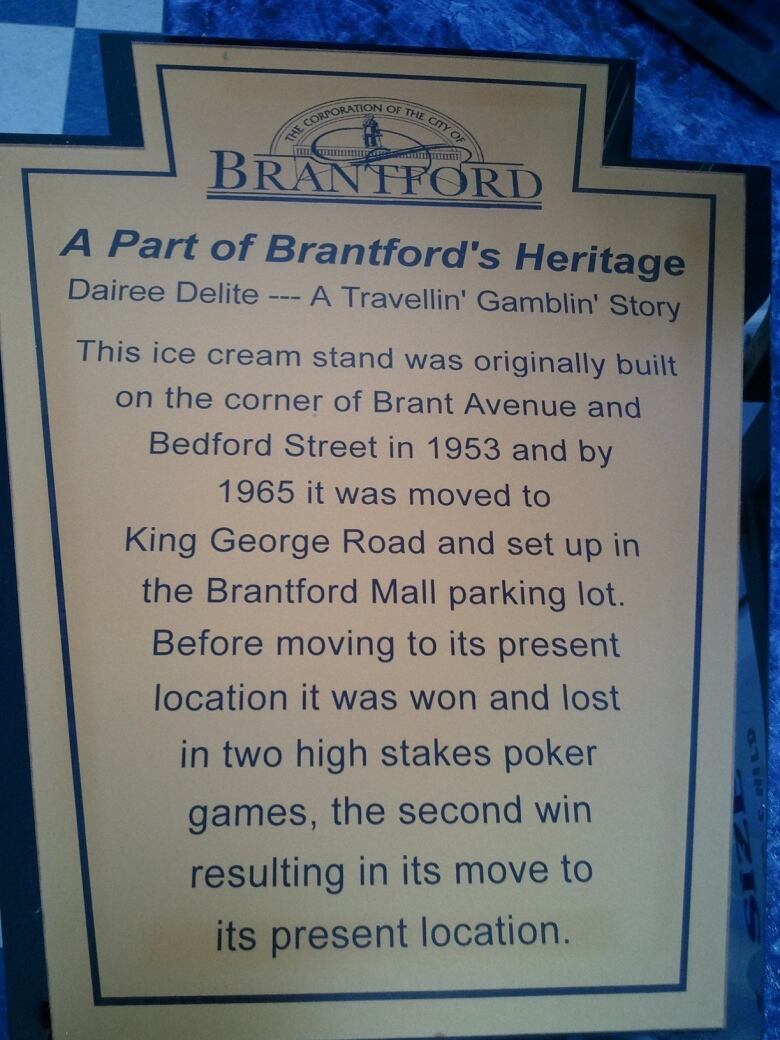 THE CORPORATION OF THE CITY OF
BRANTFORD
A Part of Brantford's Heritage
Dairee Delite --- A Travellin' Gamblin' Story
This ice cream stand was originally built
on the corner of Brant Avenue and
Bedford Street in 1953 and by
1965 it was moved to
King George Road and set up in
the Brantford Mall parking lot.
Before moving to its present
location it was won and lost
in two high stakes poker
games, the second win
resulting in its move to
its present location.